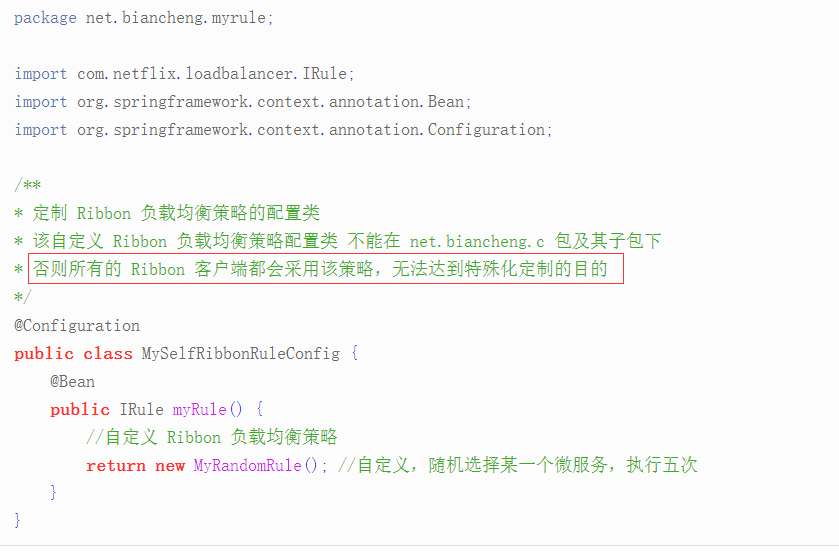 package net.biancheng.myrule;
import com.netflix.loadbalancer.IRule;
import org.springframework.context.annotation.Bean;
import org.springframework.context.annotation.Configuration;
/**
* 定制 Ribbon 负载均衡策略的配置类
* 该自定义 Ribbon 负载均衡策略配置类 不能在 net.biancheng.c 包及其子包下
* 否则所有的 Ribbon 客户端都会采用该策略，无法达到特殊化定制的目的
*/
@Configuration
public class MySelfRibbonRuleConfig {
    @Bean
    public IRule myRule() {
        //自定义 Ribbon 负载均衡策略
        return new MyRandomRule(); //自定义，随机选择某一个微服务，执行五次
    }
}